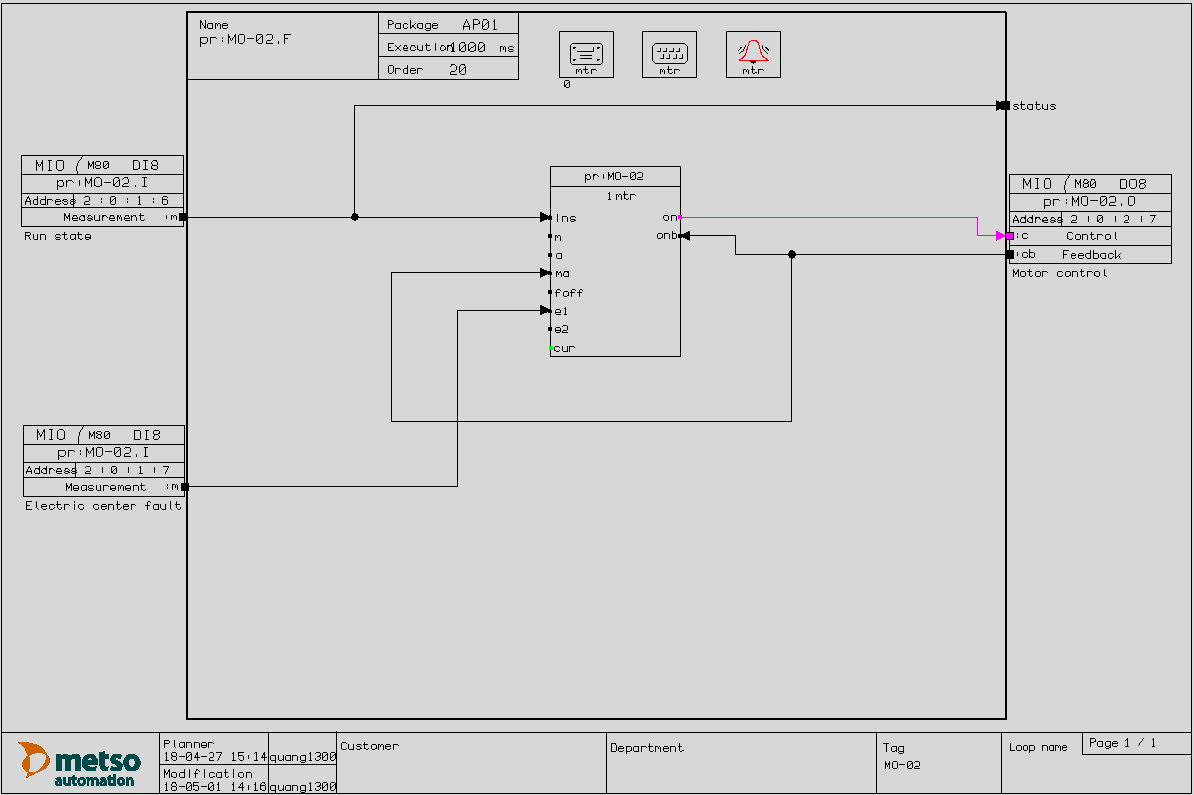 Name
pr:MO-02.F
Package AP01
Execution 1000 ms
Order 20
mtr
0
mtr
mtr
status
MIO M80 DI8
pr:MO-02.I
Address 2 : 0 : 1 : 6
Measurement :m
Run state
pr:MO-02
1 mtr
ins
m
a
ma
foff
e1
e2
cur
on
onb
MIO M80 DO8
pr:MO-02.O
Address 2 : 0 : 2 : 7
:c Control
:cb Feedback
Motor control
MIO M80 DI8
pr:MO-02.I
Address 2 : 0 : 1 : 7
Measurement :m
Electric center fault
metso
automation
Planner
18-04-27 15:14 quang1300
Modification
18-05-01 14:16 quang1300
Customer
Department
Tag
MO-02
Loop name
Page 1 / 1